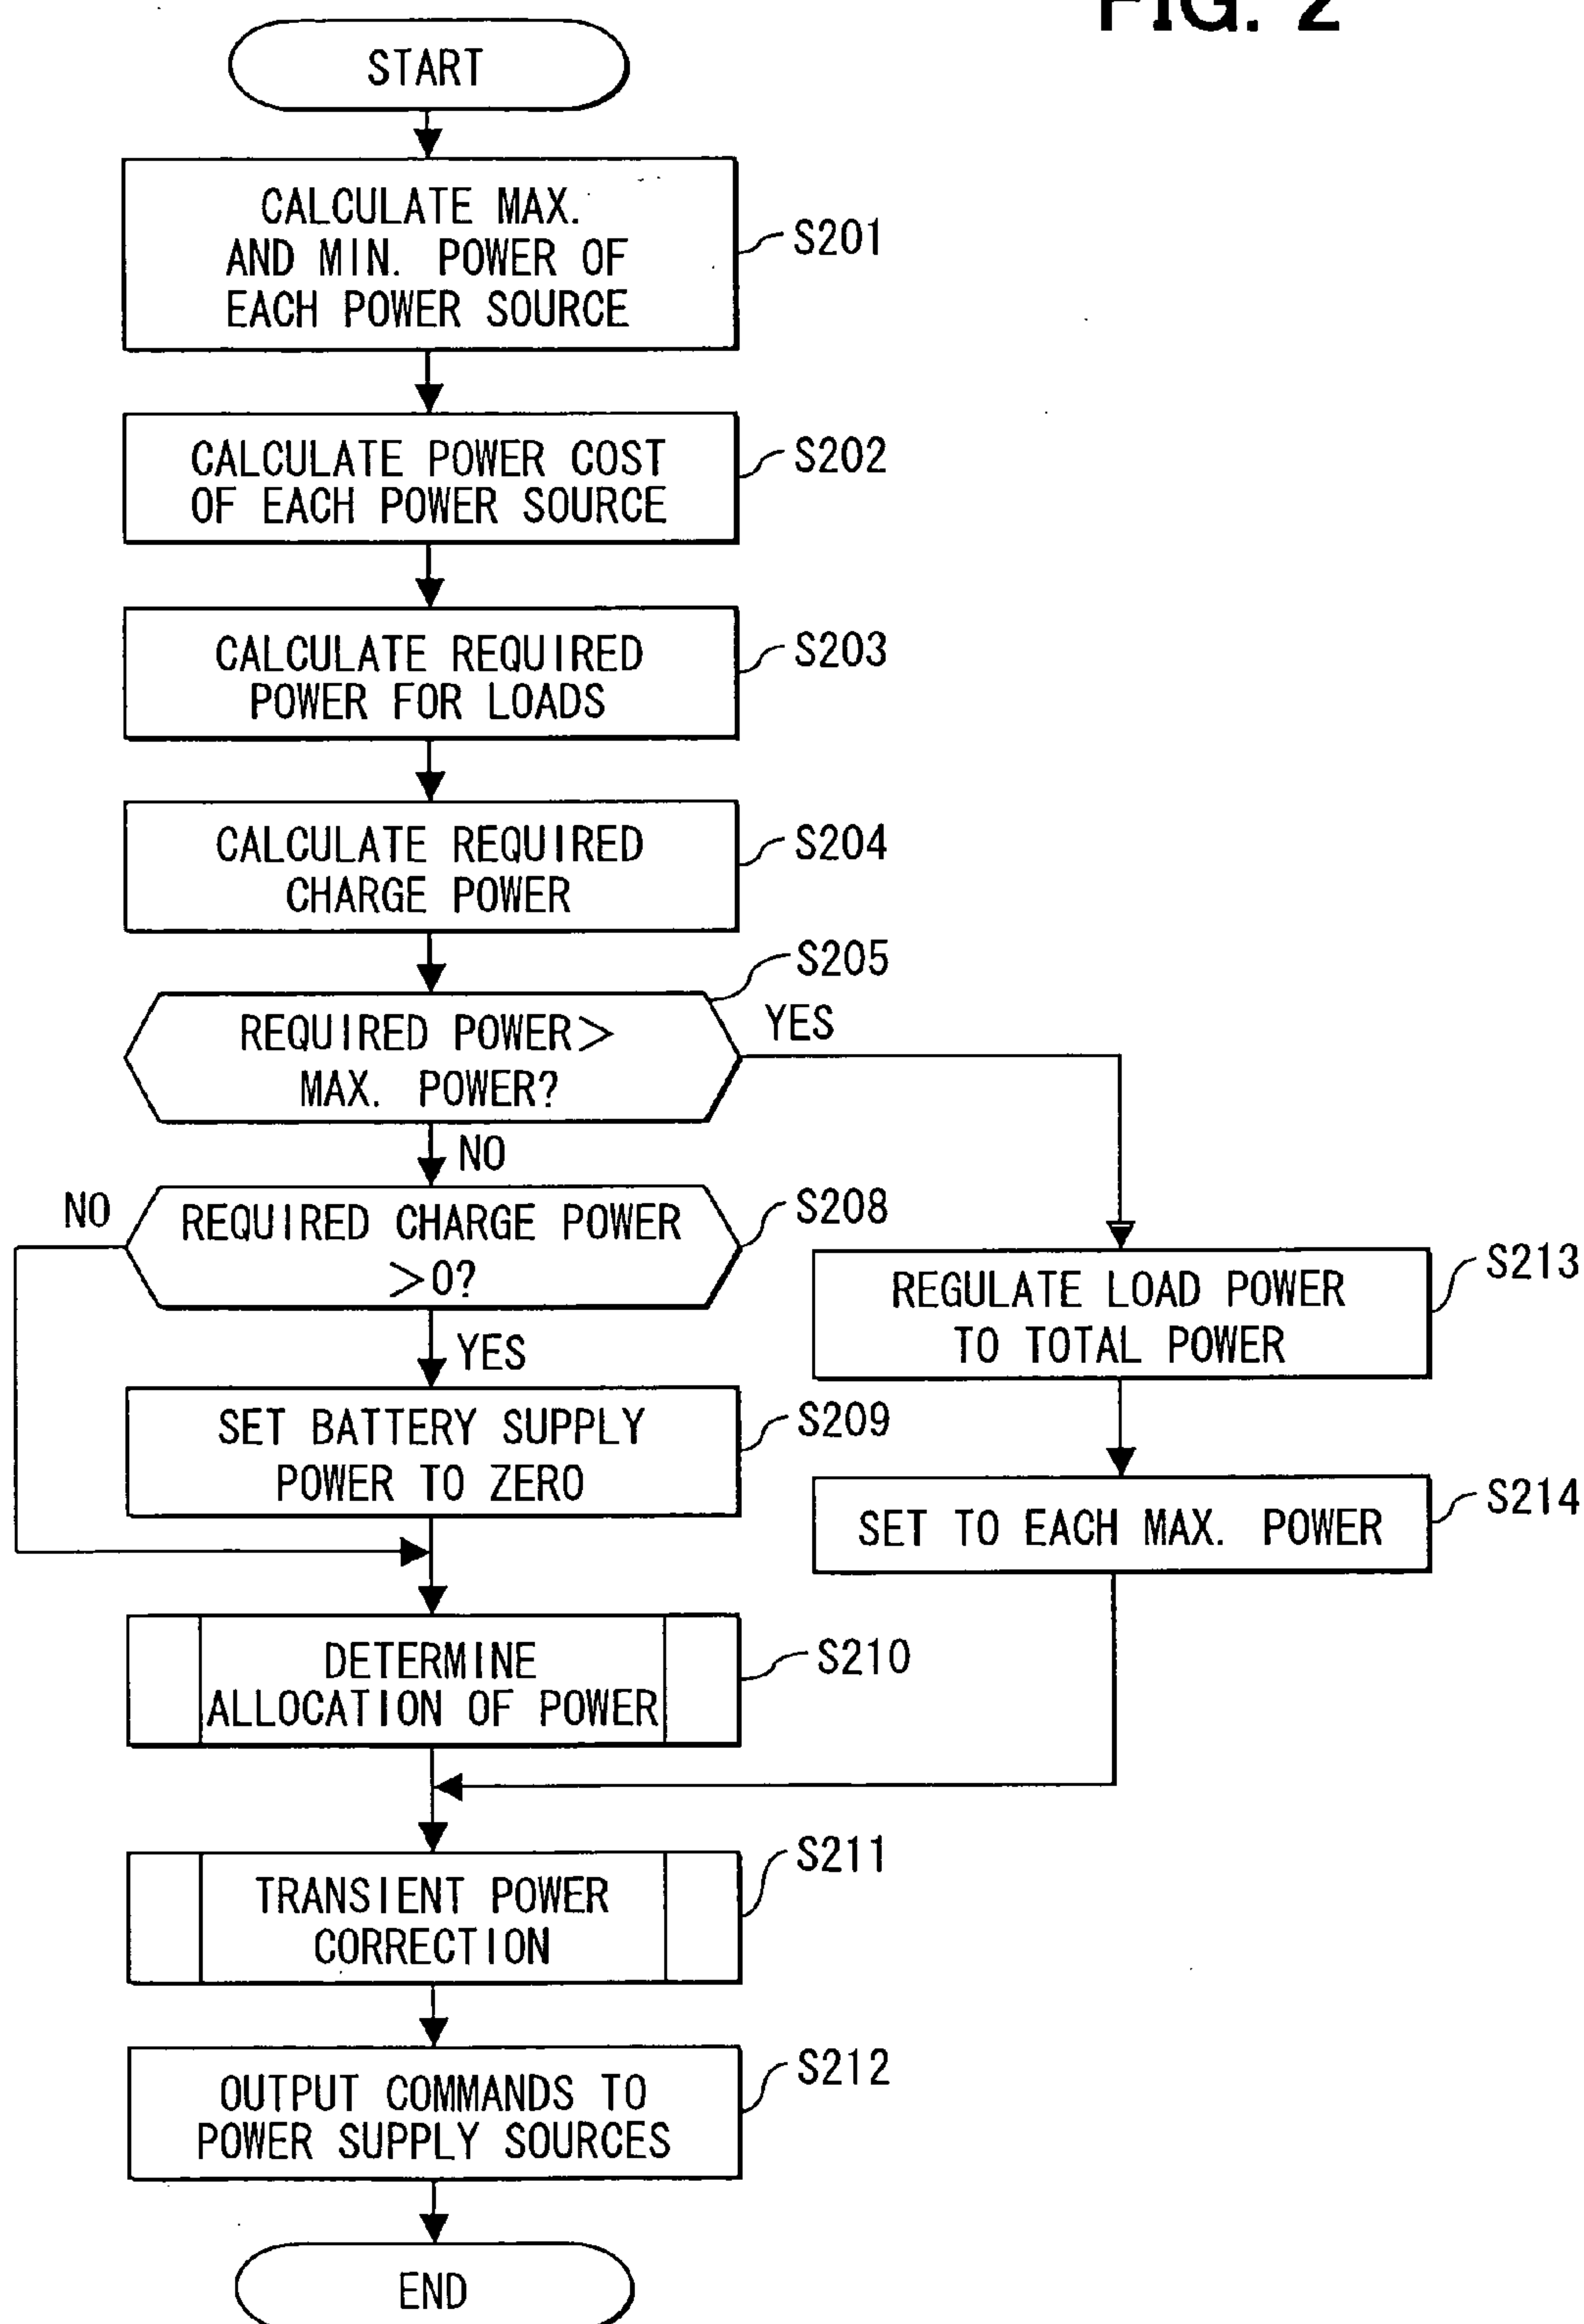 FIG. 2
START
CALCULATE MAX.
AND MIN. POWER OF
EACH POWER SOURCE
S201
CALCULATE POWER COST
OF EACH POWER SOURCE
S202
CALCULATE REQUIRED
POWER FOR LOADS
S203
CALCULATE REQUIRED
CHARGE POWER
S204
S205
REQUIRED POWER>
MAX. POWER?
YES
NO
NO
REQUIRED CHARGE POWER
>0?
S208
YES
REGULATE LOAD POWER
TO TOTAL POWER
S213
SET BATTERY SUPPLY
POWER TO ZERO
S209
SET TO EACH MAX. POWER
S214
DETERMINE
ALLOCATION OF POWER
S210
TRANSIENT POWER
CORRECTION
S211
OUTPUT COMMANDS TO
POWER SUPPLY SOURCES
S212
END